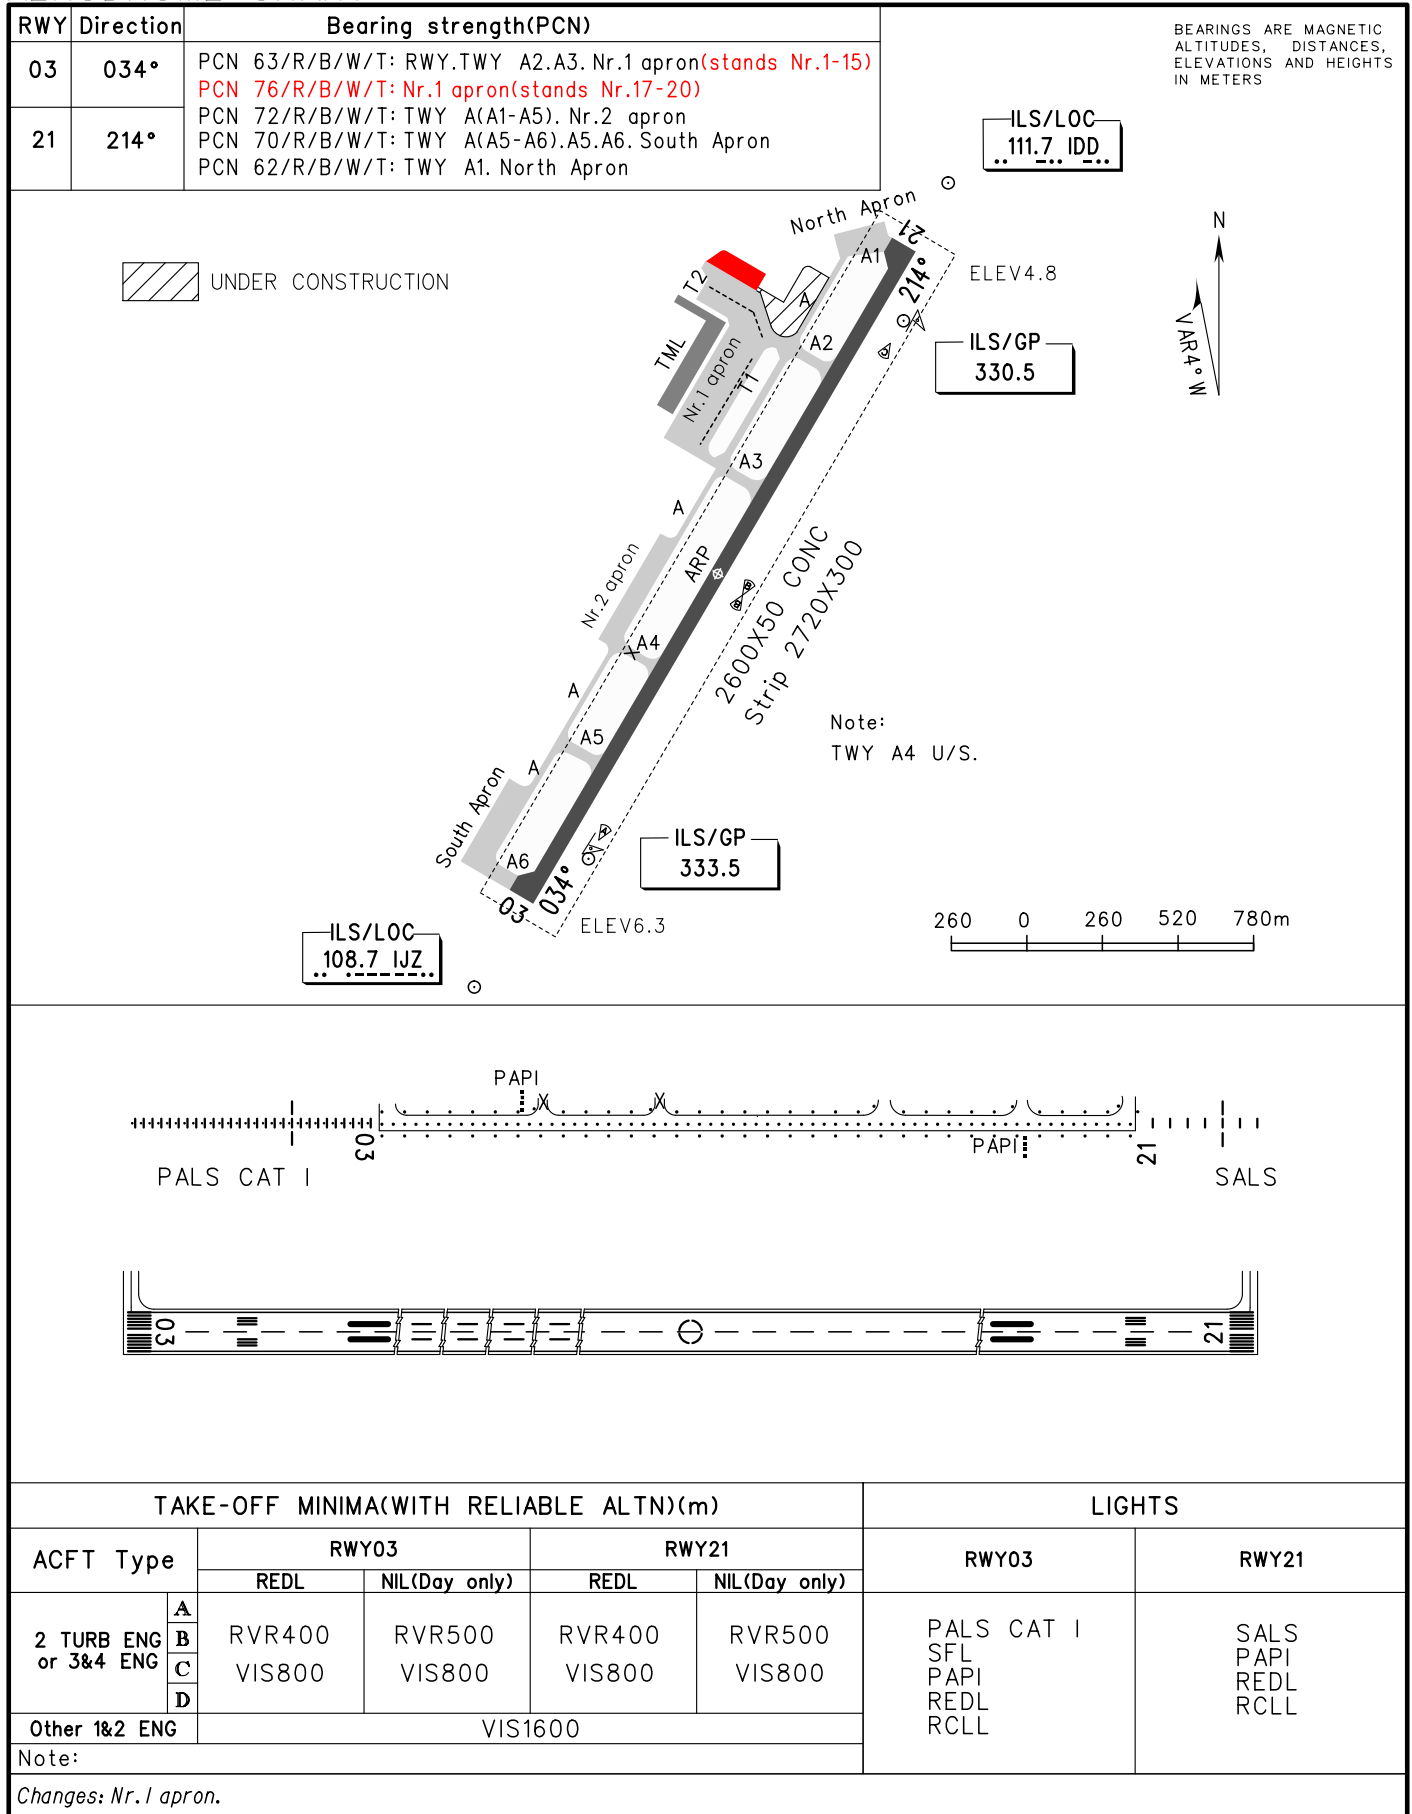 RWY Direction Bearing strength(PCN)
03 034°
21 214°
PCN 63/R/B/W/T: RWY.TWY A2.A3. Nr.1 apron(stands Nr.1-15)
PCN 76/R/B/W/T: Nr.1 apron(stands Nr.17-20)
PCN 72/R/B/W/T: TWY A(A1-A5). Nr.2 apron
PCN 70/R/B/W/T: TWY A(A5-A6).A5.A6. South Apron
PCN 62/R/B/W/T: TWY A1. North Apron
BEARINGS ARE MAGNETIC
ALTITUDES, DISTANCES,
ELEVATIONS AND HEIGHTS
IN METERS
ILS/LOC
111.7 IDD
North Apron
21
214°
A1
ELEV4.8
N
VAR4°W
UNDER CONSTRUCTION
T2
A
TML
Nr.1 apron
T1
A2
ILS/GP
330.5
A3
A
Nr.2 apron
ARP
2600X50 CONC
Strip 2720X300
A4
X
A
Note:
TWY A4 U/S.
A5
A
South Apron
A6
03
034°
ILS/GP
333.5
ELEV6.3
ILS/LOC
108.7 IJZ
260 0 260 520 780m
PAPI
X X
03
21
PAPI
PALS CAT I
SALS
03
21
TAKE-OFF MINIMA(WITH RELIABLE ALTN)(m)
LIGHTS
ACFT Type
RWY03 RWY21
REDL NIL(Day only) REDL NIL(Day only)
RWY03 RWY21
2 TURB ENG
or 3&4 ENG
A
B
C
D
RVR400 RVR500 RVR400 RVR500
VIS800 VIS800 VIS800 VIS800
Other 1&2 ENG VIS1600
Note:
PALS CAT I
SFL
PAPI
REDL
RCLL
SALS
PAPI
REDL
RCLL
Changes: Nr.1 apron.